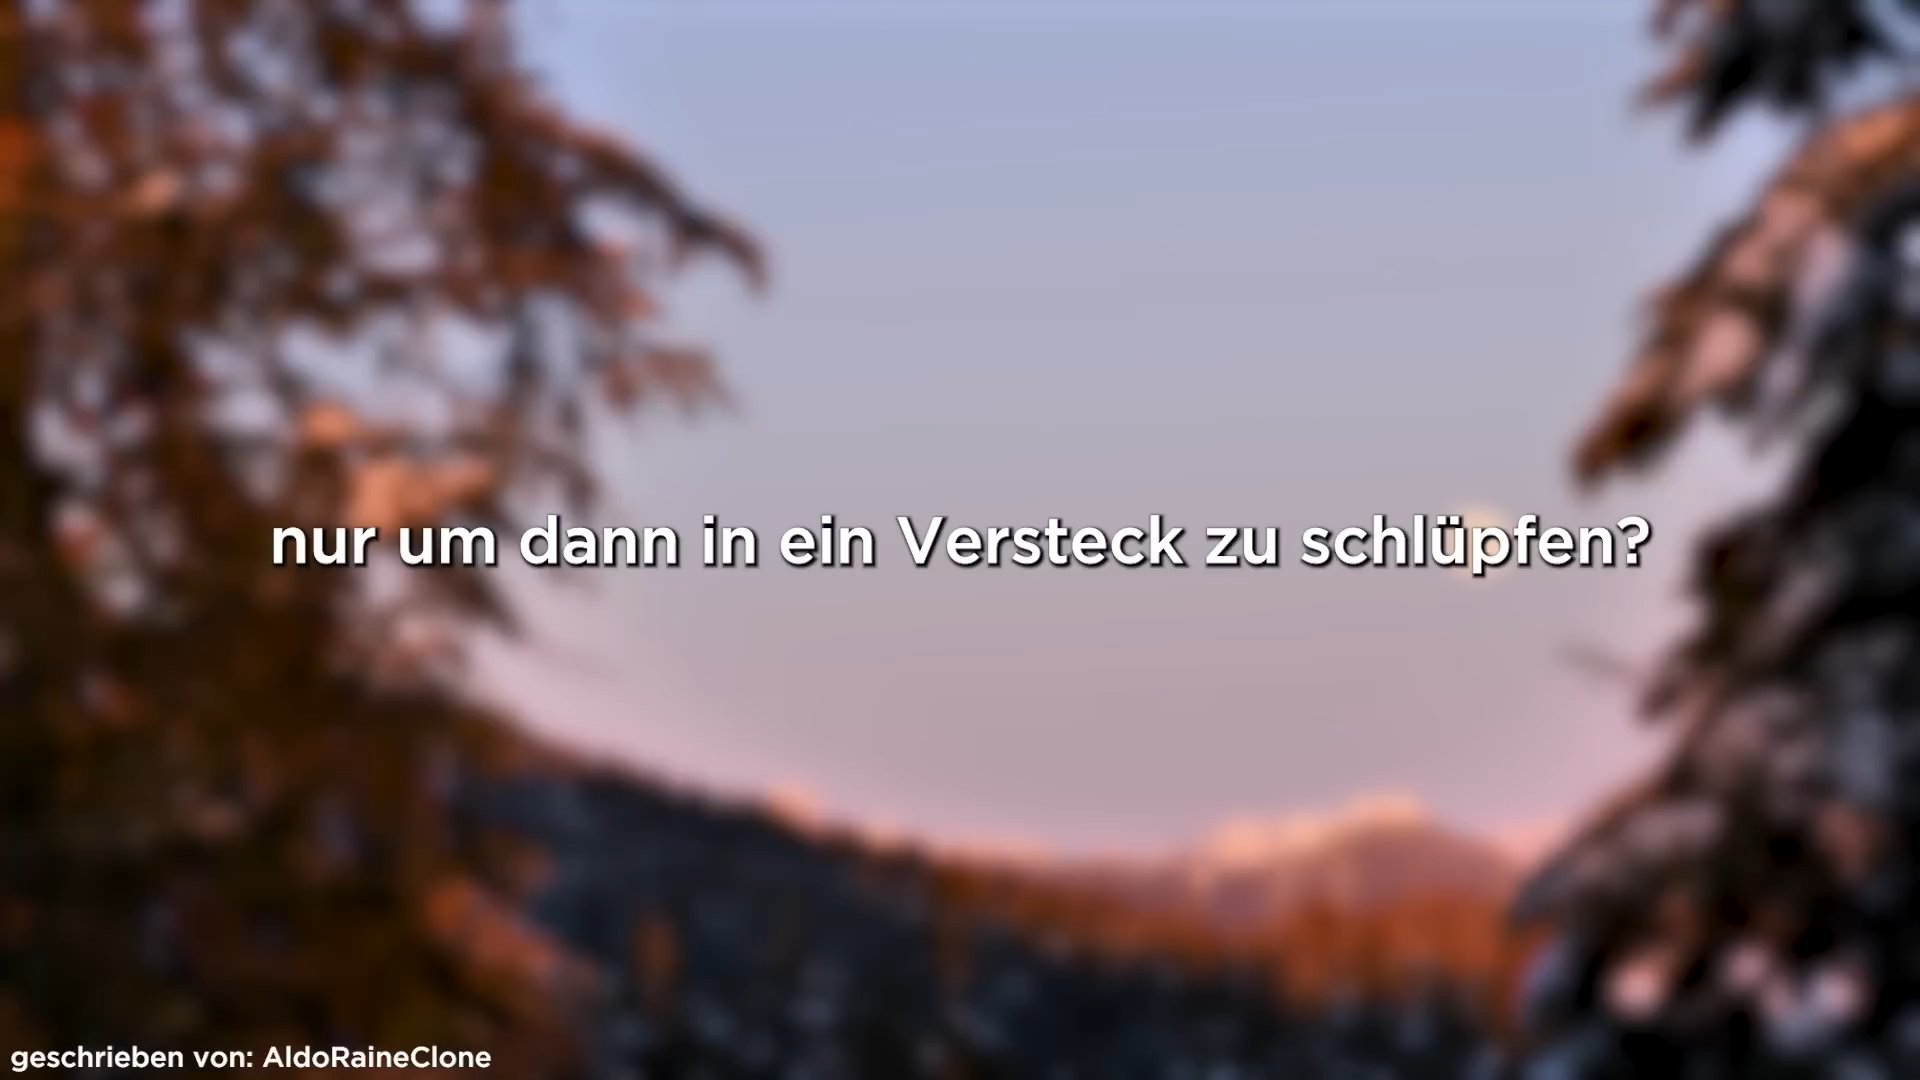 nur um dann in ein Versteck zu schlüpfen?
geschrieben von: AldoRaineClone